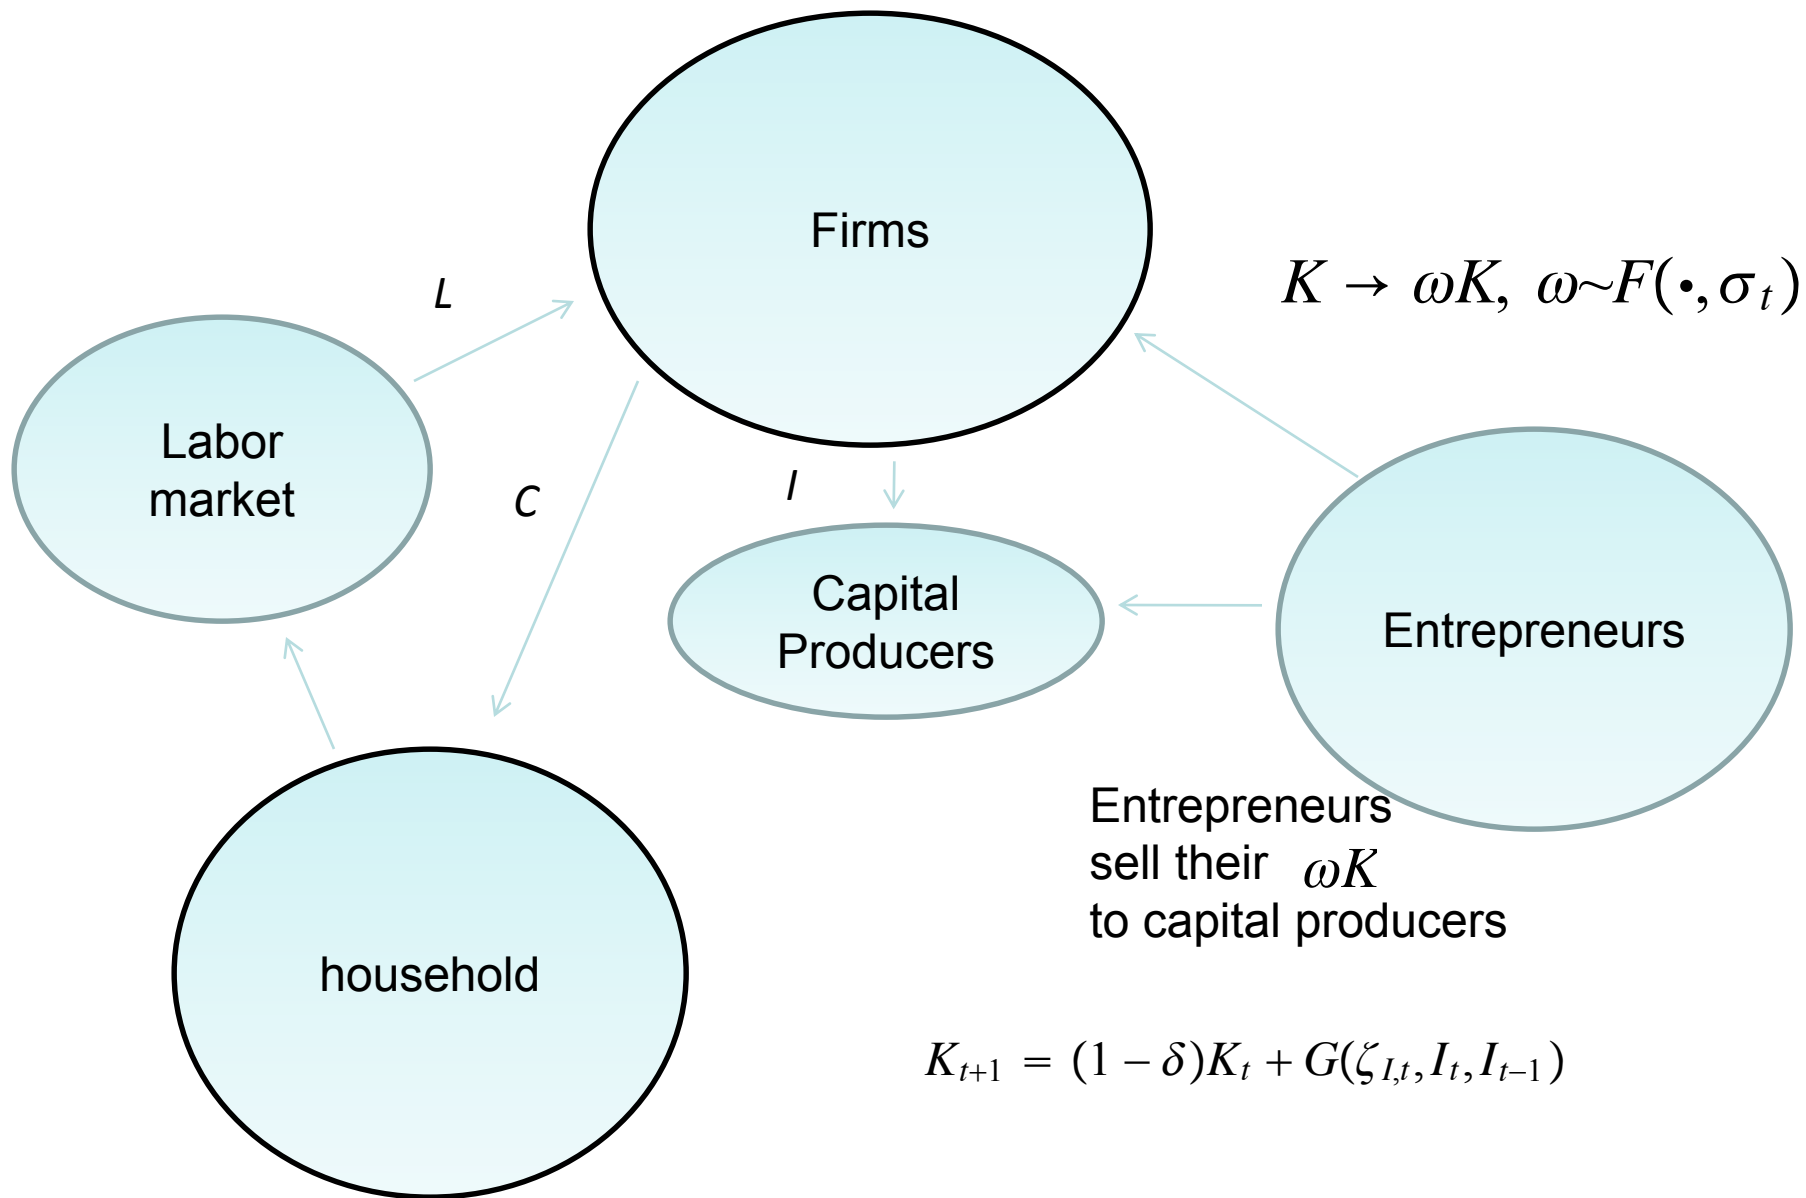 Firms
K → ωK, ω~F(•,σ_t)
L
Labor
market
C
I
Capital
Producers
Entrepreneurs
Entrepreneurs
sell their ωK
to capital producers
household
K_{t+1} = (1 − δ)K_t + G(ζ_{I,t}, I_t, I_{t−1})